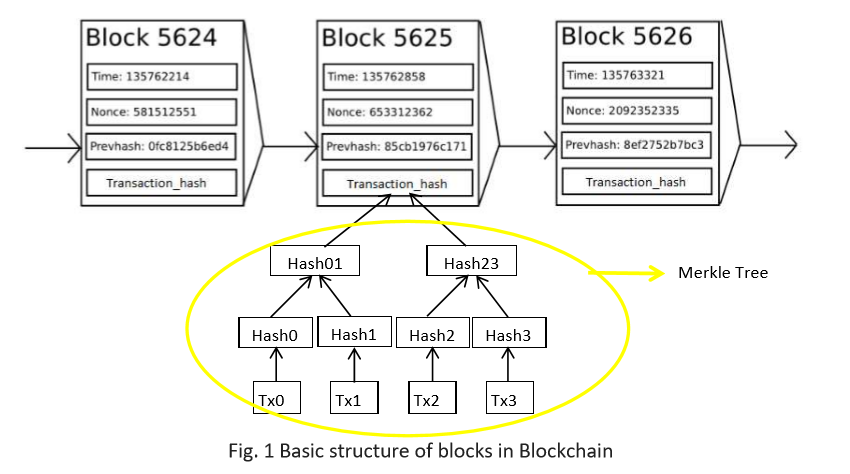 Block 5624
Time: 135762214
Nonce: 581512551
Prevhash: 0fc8125b6ed4
Transaction_hash
Block 5625
Time: 135762858
Nonce: 653312362
Prevhash: 85cb1976c171
Transaction_hash
Block 5626
Time: 135763321
Nonce: 2092352335
Prevhash: 8ef2752b7bc3
Transaction_hash
Hash01
Hash23
Merkle Tree
Hash0
Hash1
Hash2
Hash3
Tx0
Tx1
Tx2
Tx3
Fig. 1 Basic structure of blocks in Blockchain